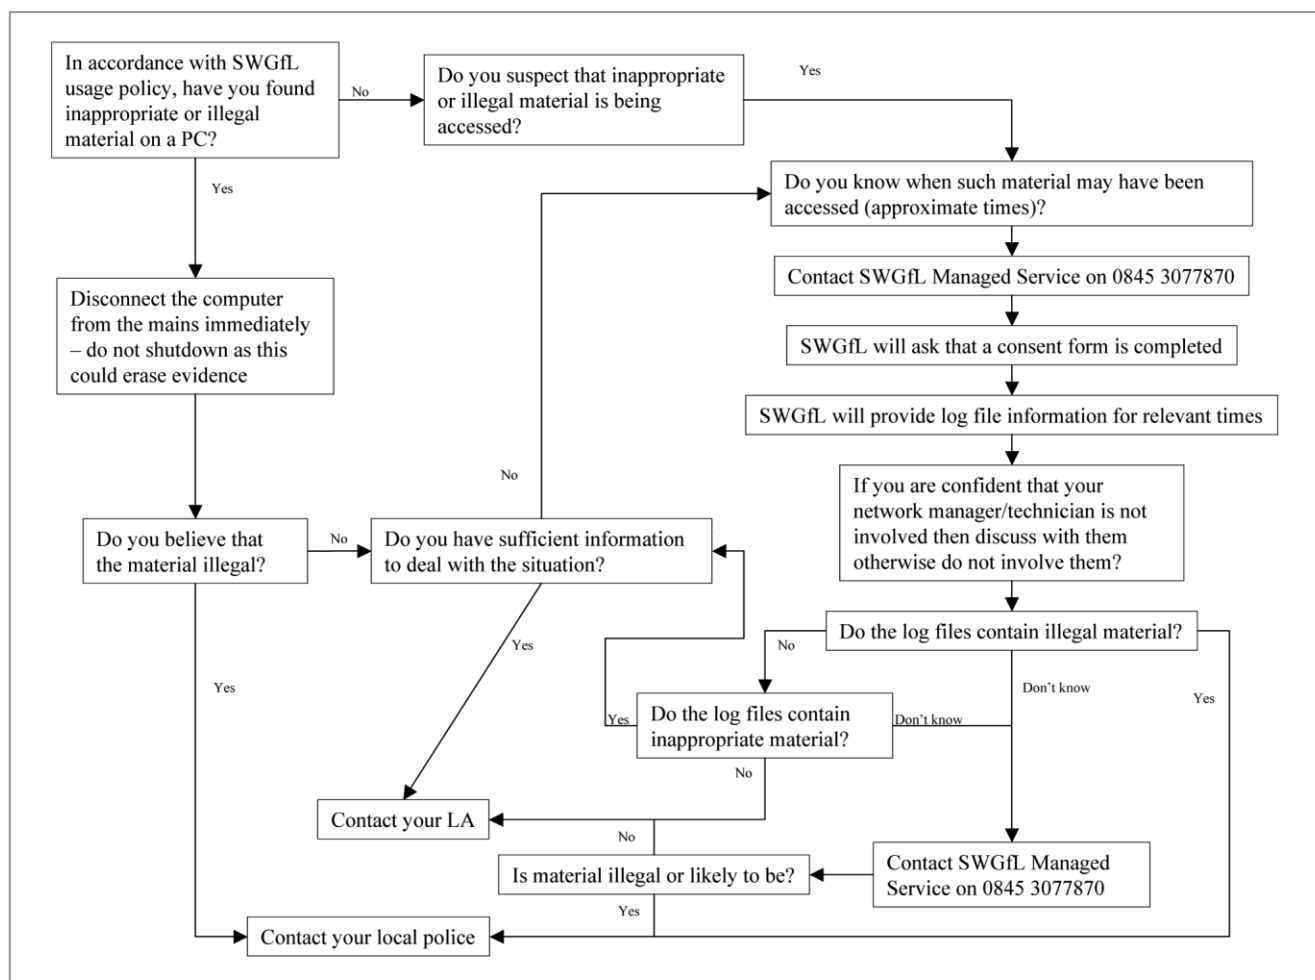 In accordance with SWGfL
usage policy, have you found
inappropriate or illegal
material on a PC?
No
Do you suspect that inappropriate
or illegal material is being
accessed?
Yes
Yes
Do you know when such material may have been
accessed (approximate times)?
Contact SWGfL Managed Service on 0845 3077870
Disconnect the computer
from the mains immediately
– do not shutdown as this
could erase evidence
SWGfL will ask that a consent form is completed
SWGfL will provide log file information for relevant times
No
If you are confident that your
network manager/technician is not
involved then discuss with them
otherwise do not involve them?
Do you believe that
the material illegal?
No
Do you have sufficient information
to deal with the situation?
Do the log files contain illegal material?
No
Yes
Yes
Don't know
Yes
Do the log files contain
inappropriate material?
Yes
Don't know
No
Contact your LA
No
Is material illegal or likely to be?
Contact SWGfL Managed
Service on 0845 3077870
Yes
Contact your local police